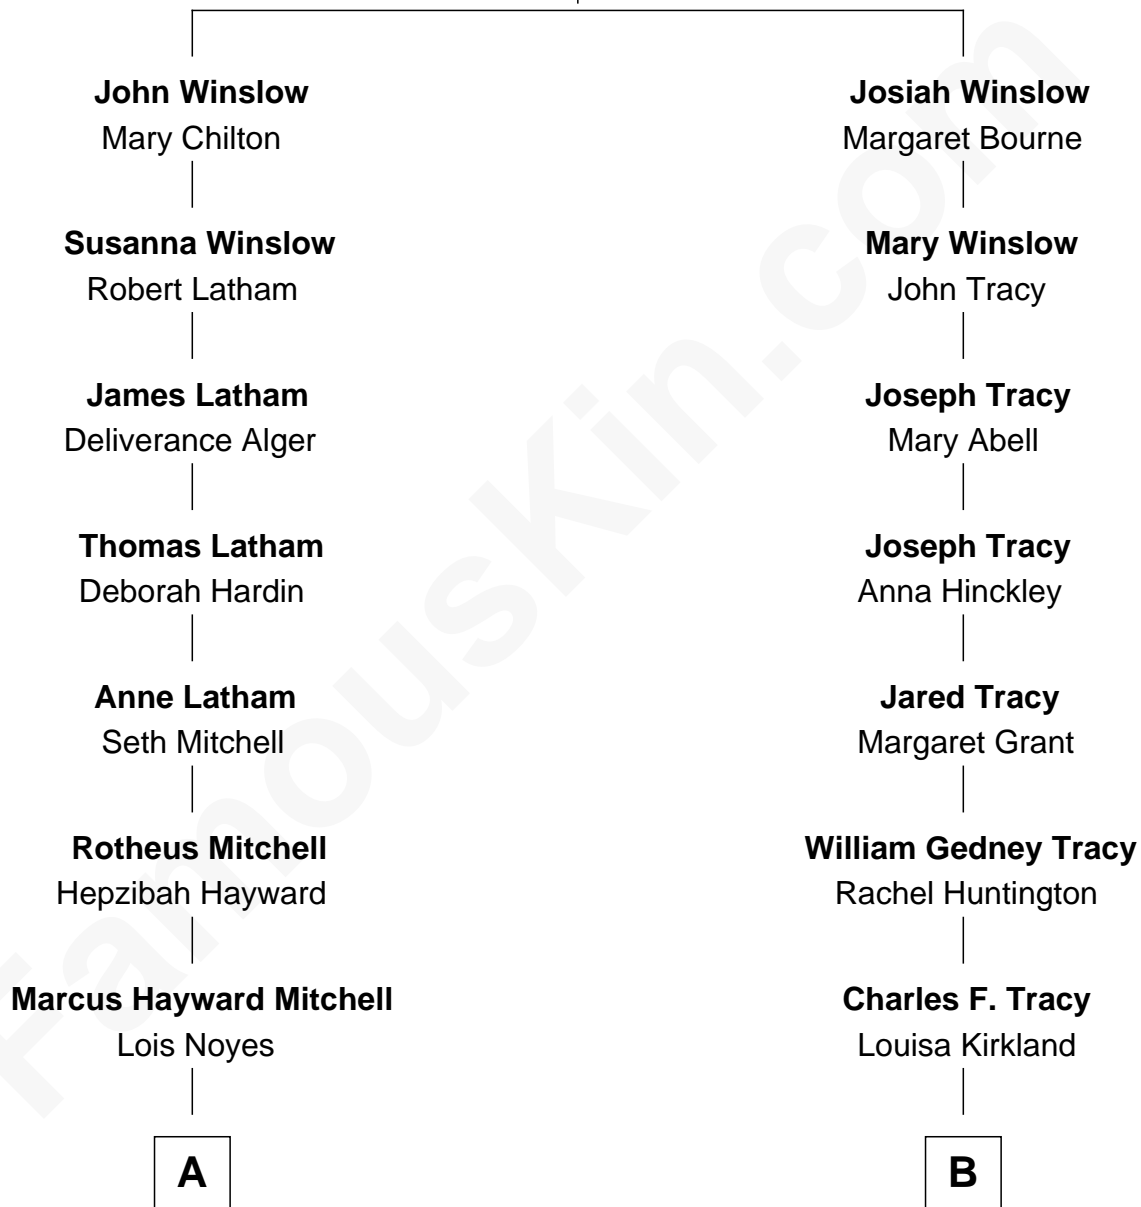 John Winslow
Mary Chilton
Josiah Winslow
Margaret Bourne
Susanna Winslow
Robert Latham
Mary Winslow
John Tracy
James Latham
Deliverance Alger
Joseph Tracy
Mary Abell
Thomas Latham
Deborah Hardin
Joseph Tracy
Anna Hinckley
Anne Latham
Seth Mitchell
Jared Tracy
Margaret Grant
Rotheus Mitchell
Hepzibah Hayward
William Gedney Tracy
Rachel Huntington
Marcus Hayward Mitchell
Lois Noyes
Charles F. Tracy
Louisa Kirkland
A
B
FamousKin.com